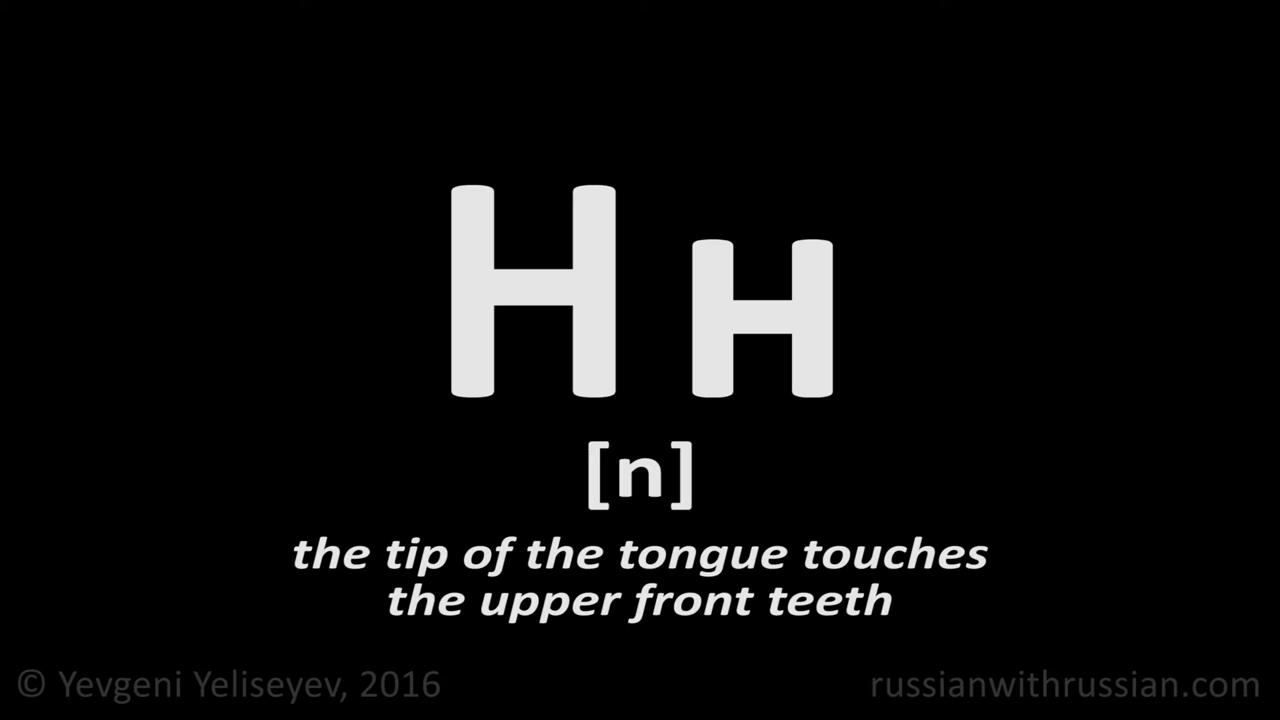 Н н
[n]
the tip of the tongue touches
the upper front teeth
© Yevgeni Yeliseyev, 2016
russianwithrussian.com